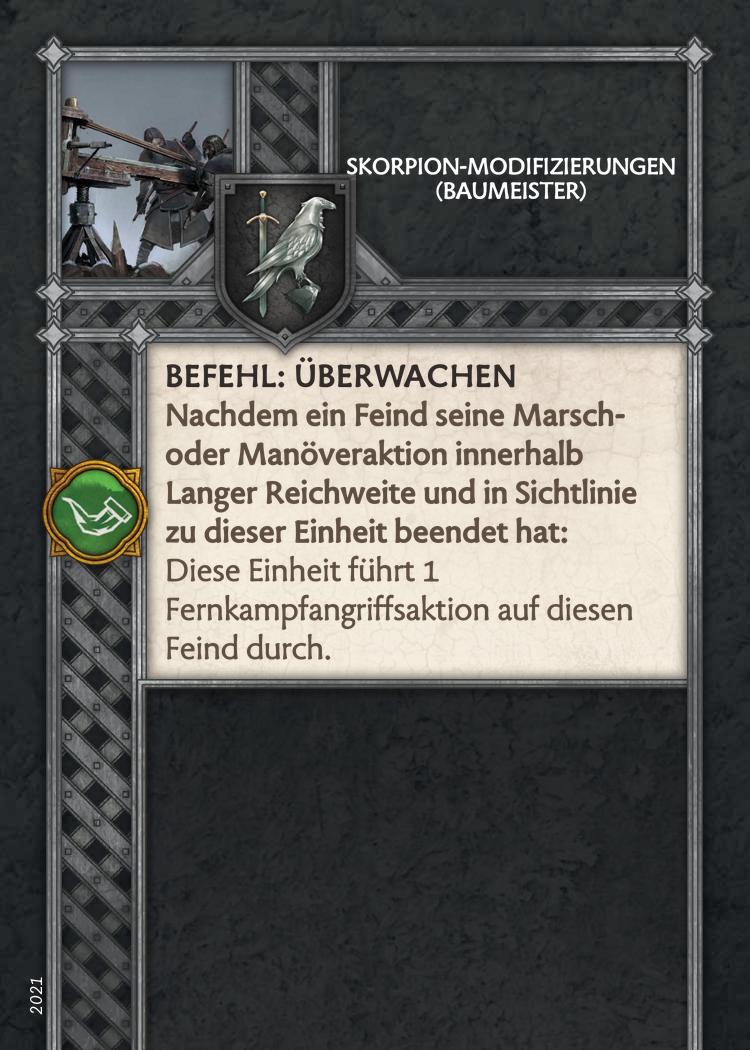 SKORPION-MODIFIZIERUNGEN
(BAUMEISTER)
BEFEHL: ÜBERWACHEN
Nachdem ein Feind seine Marsch-
oder Manöveraktion innerhalb
Langer Reichweite und in Sichtlinie
zu dieser Einheit beendet hat:
Diese Einheit führt 1
Fernkampfangriffsaktion auf diesen
Feind durch.
2021